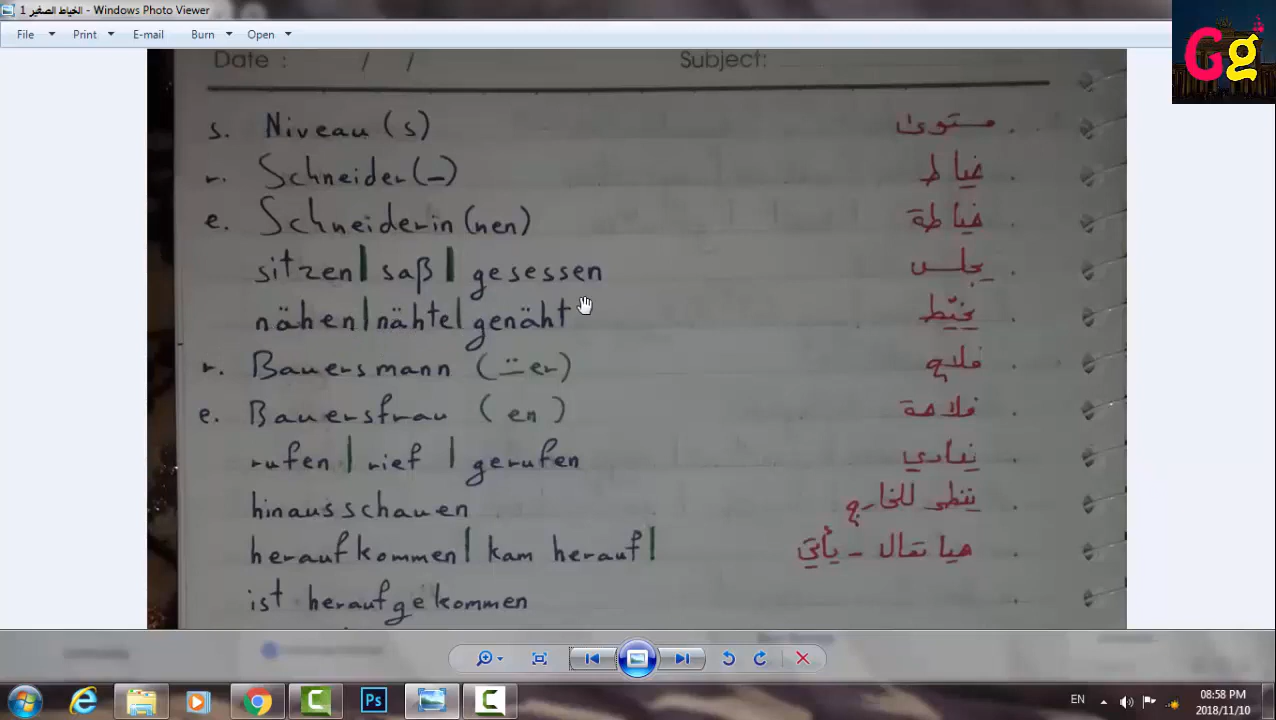 الخياط الصغير 1 - Windows Photo Viewer
File Print E-mail Burn Open
Gg
Date : / / Subject:
s. Niveau (s) مستوى
r. Schneider (–) خياط
e. Schneiderin (nen) خياطة
sitzen | saß | gesessen يجلس
nähen | nähte | genäht يخيّط
r. Bauersmann (¨er) فلاح
e. Bauersfrau (en) فلاحة
rufen | rief | gerufen ينادي
hinausschauen ينظر للخارج
heraufkommen | kam herauf | هيا تعال – يأتي
ist heraufgekommen
Ps
EN
08:58 PM
2018/11/10